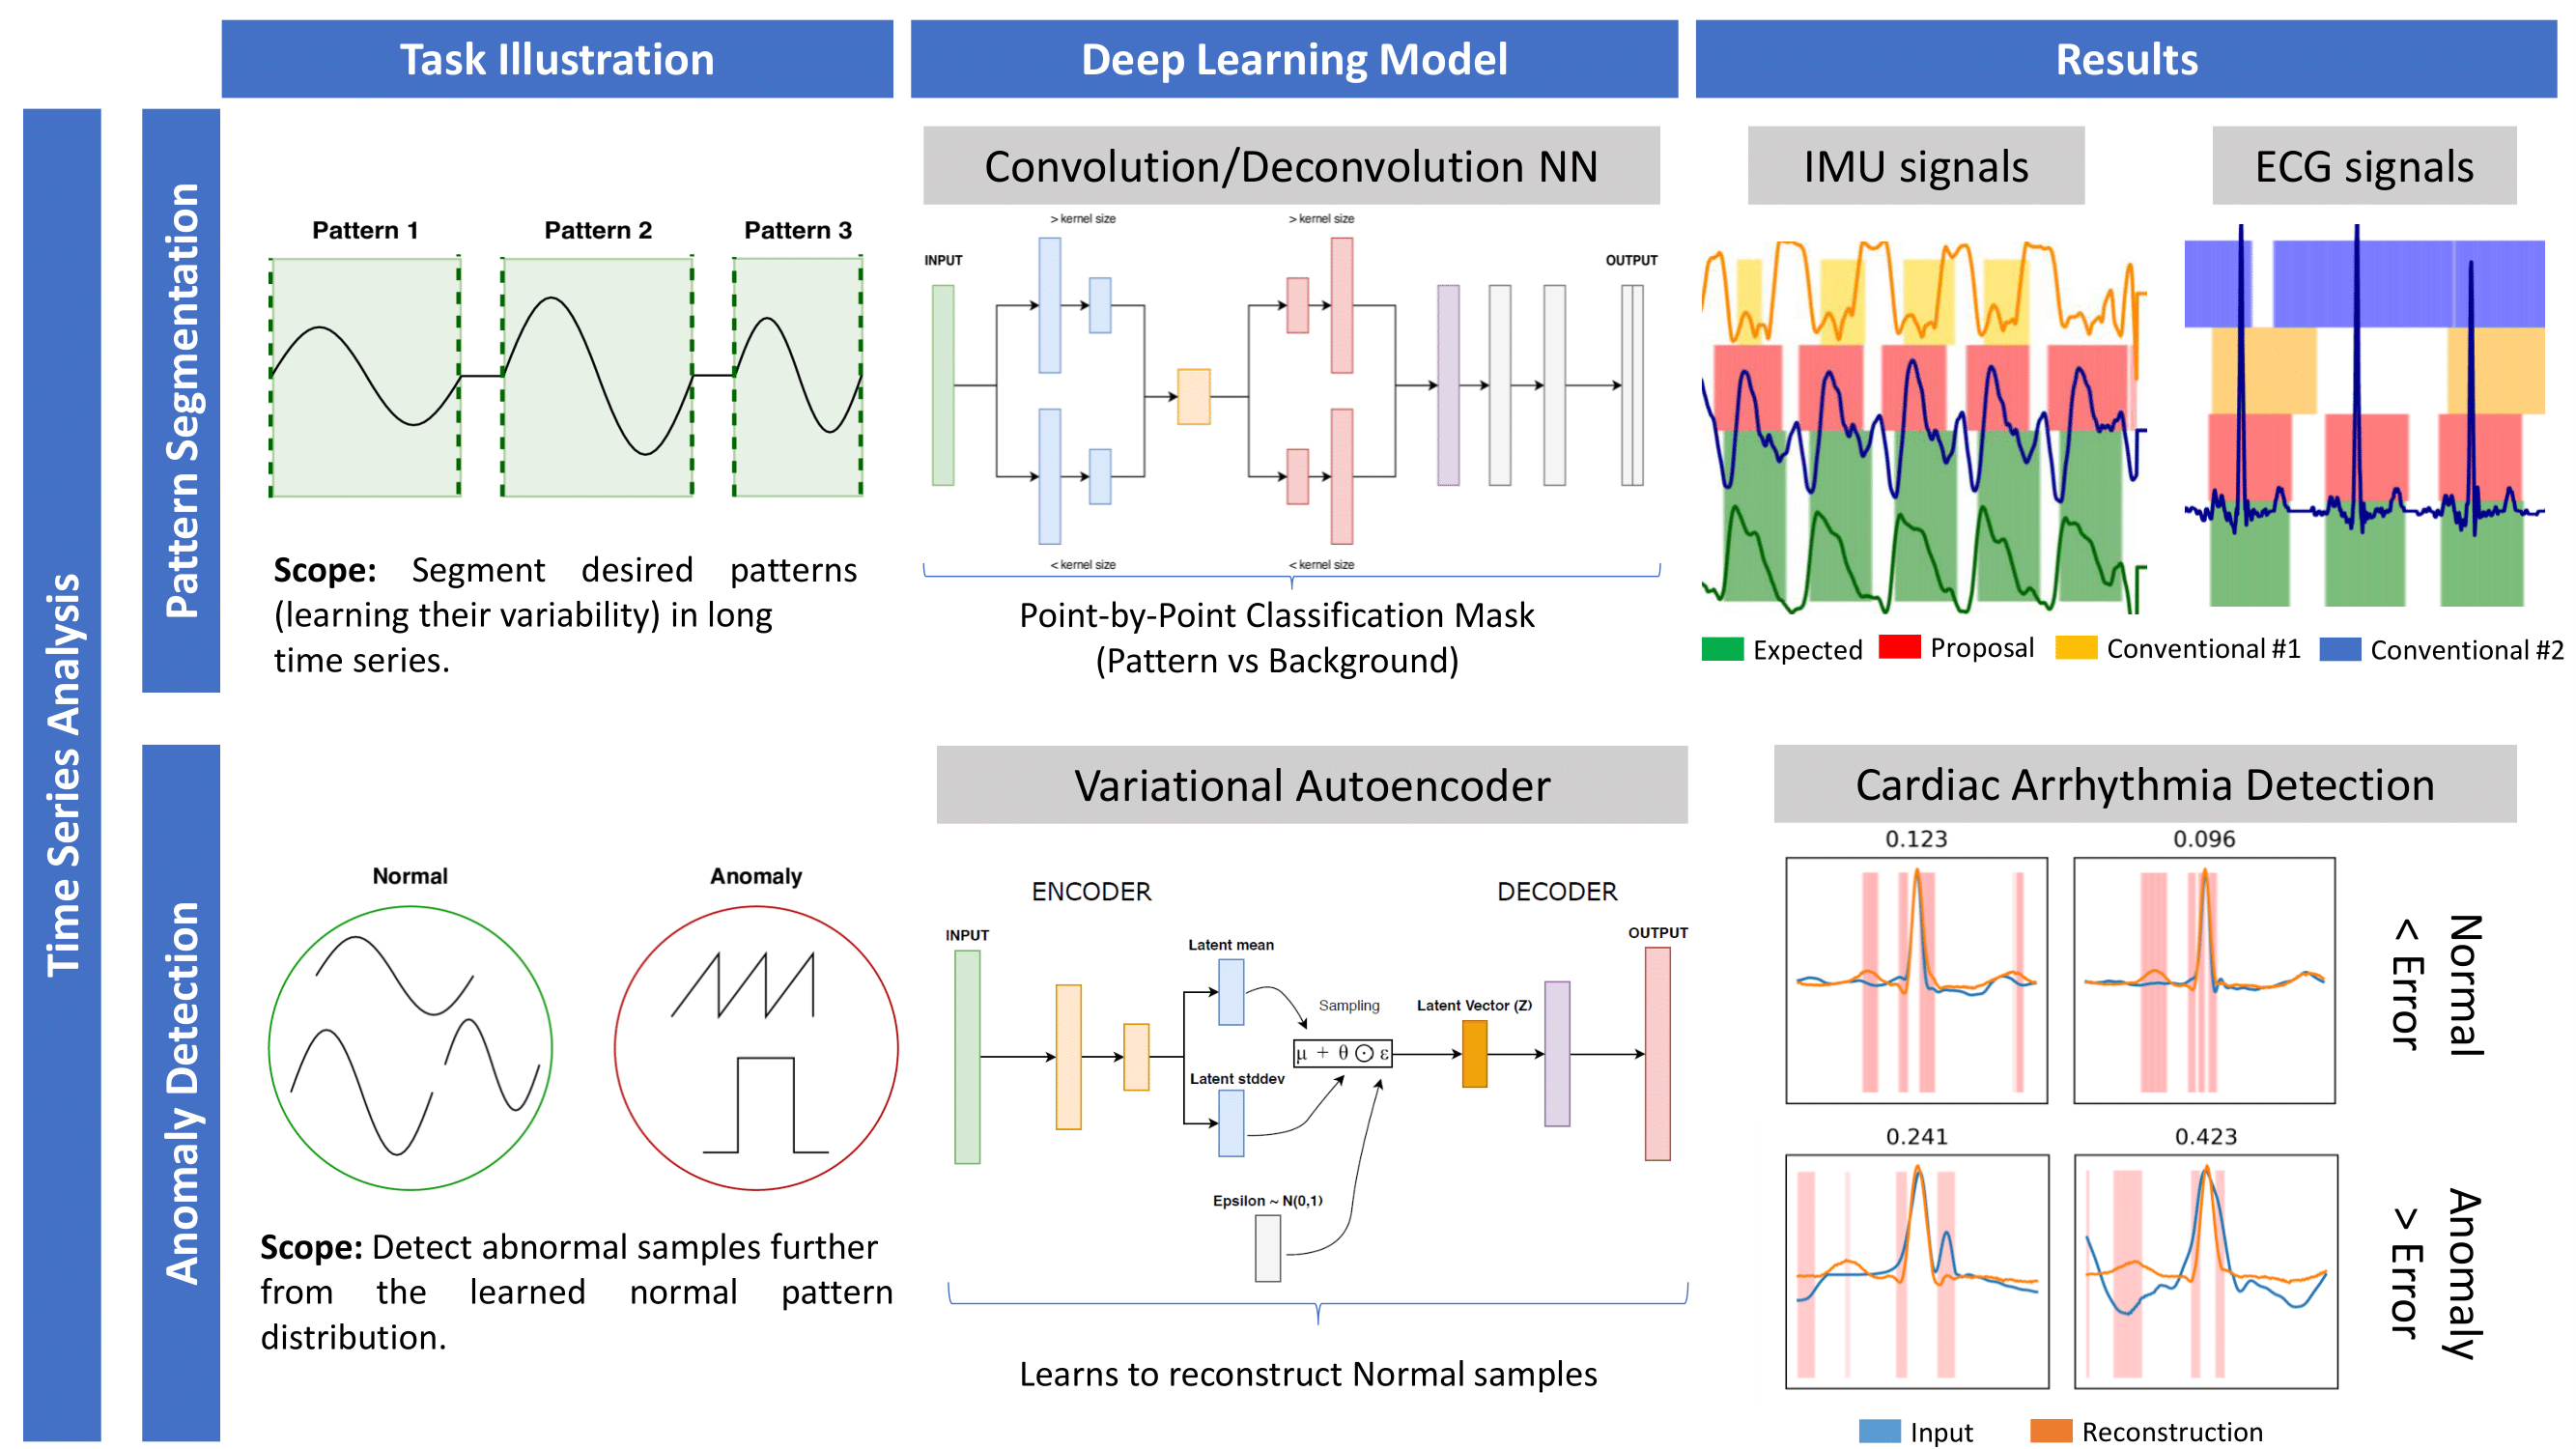 Task Illustration
Deep Learning Model
Results
Time Series Analysis
Pattern Segmentation
Pattern 1
Pattern 2
Pattern 3
Scope: Segment desired patterns
(learning their variability) in long
time series.
Convolution/Deconvolution NN
> kernel size
> kernel size
INPUT
OUTPUT
< kernel size
< kernel size
Point-by-Point Classification Mask
(Pattern vs Background)
IMU signals
ECG signals
Expected
Proposal
Conventional #1
Conventional #2
Anomaly Detection
Normal
Anomaly
Scope: Detect abnormal samples further
from the learned normal pattern
distribution.
Variational Autoencoder
ENCODER
DECODER
INPUT
OUTPUT
Latent mean
Sampling
Latent Vector (Z)
μ + θ ⊙ ε
Latent stddev
Epsilon ~ N(0,1)
Learns to reconstruct Normal samples
Cardiac Arrhythmia Detection
0.123
0.096
Normal
< Error
0.241
0.423
Anomaly
> Error
Input
Reconstruction